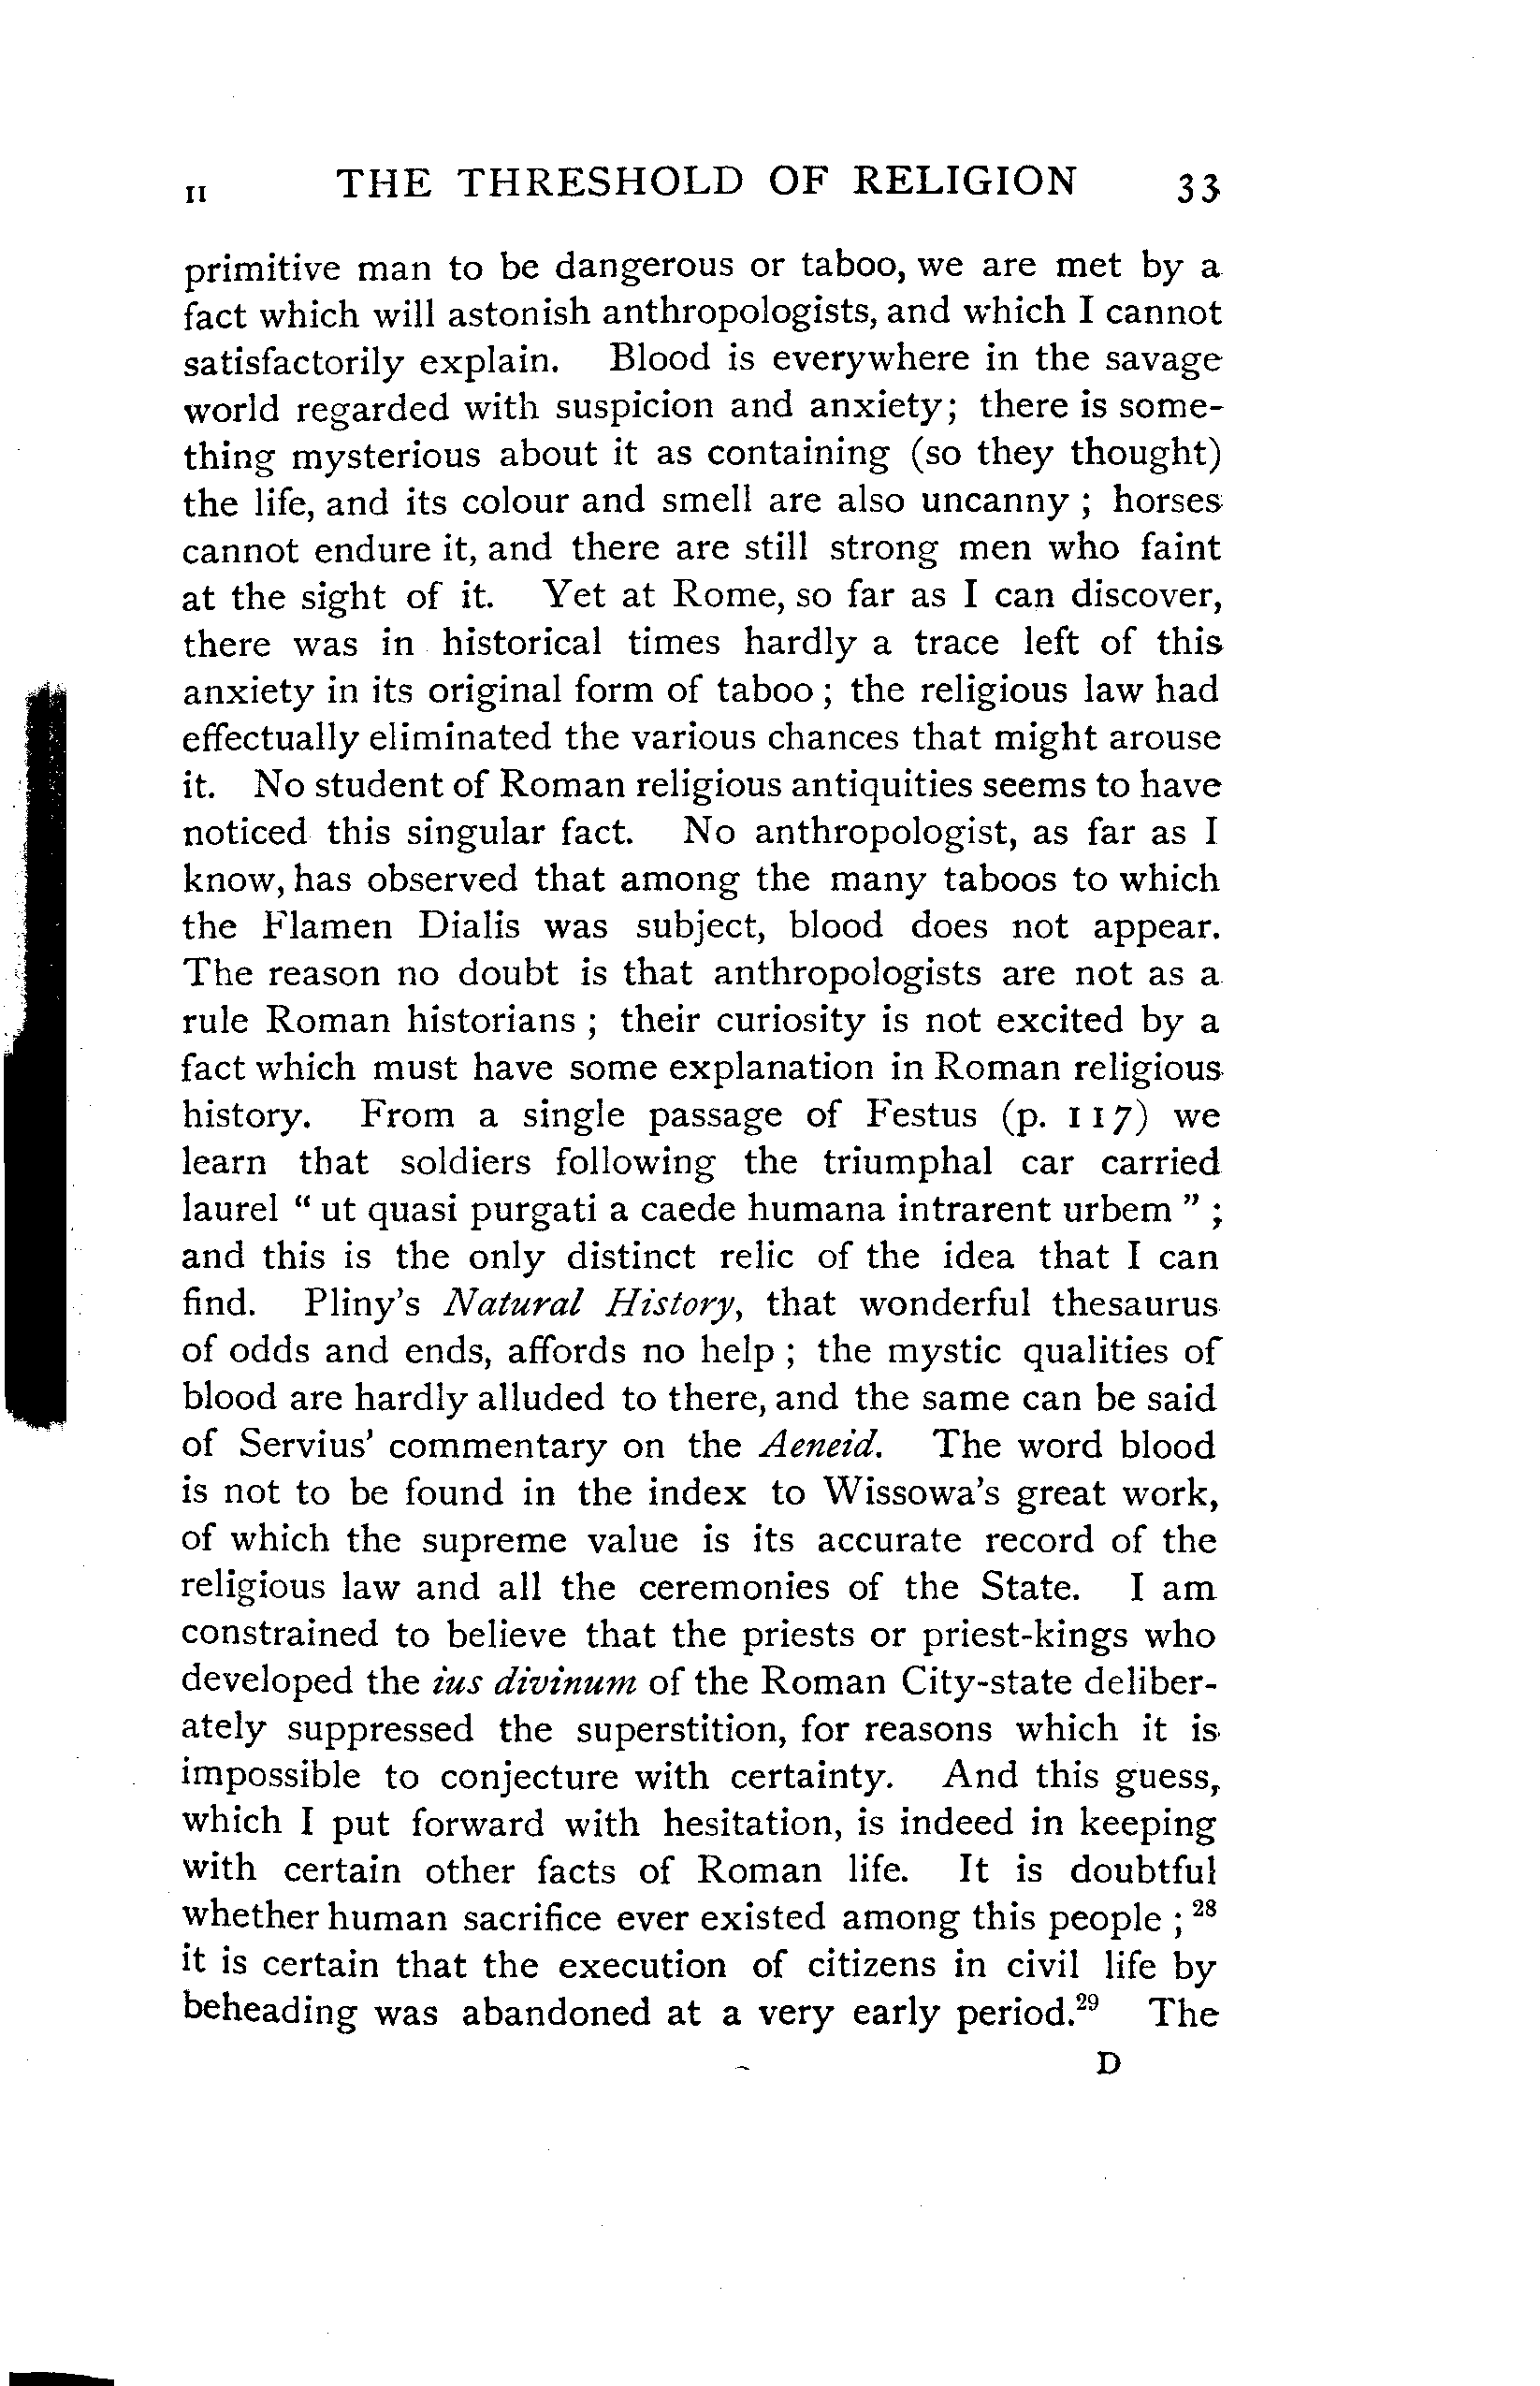 II THE THRESHOLD OF RELIGION 33
primitive man to be dangerous or taboo, we are met by a
fact which will astonish anthropologists, and which I cannot
satisfactorily explain. Blood is everywhere in the savage
world regarded with suspicion and anxiety; there is some-
thing mysterious about it as containing (so they thought)
the life, and its colour and smell are also uncanny ; horses
cannot endure it, and there are still strong men who faint
at the sight of it. Yet at Rome, so far as I can discover,
there was in historical times hardly a trace left of this
anxiety in its original form of taboo ; the religious law had
effectually eliminated the various chances that might arouse
it. No student of Roman religious antiquities seems to have
noticed this singular fact. No anthropologist, as far as I
know, has observed that among the many taboos to which
the Flamen Dialis was subject, blood does not appear.
The reason no doubt is that anthropologists are not as a
rule Roman historians ; their curiosity is not excited by a
fact which must have some explanation in Roman religious
history. From a single passage of Festus (p. 117) we
learn that soldiers following the triumphal car carried
laurel “ ut quasi purgati a caede humana intrarent urbem ” ;
and this is the only distinct relic of the idea that I can
find. Pliny's Natural History, that wonderful thesaurus
of odds and ends, affords no help ; the mystic qualities of
blood are hardly alluded to there, and the same can be said
of Servius' commentary on the Aeneid. The word blood
is not to be found in the index to Wissowa's great work,
of which the supreme value is its accurate record of the
religious law and all the ceremonies of the State. I am
constrained to believe that the priests or priest-kings who
developed the ius divinum of the Roman City-state deliber-
ately suppressed the superstition, for reasons which it is
impossible to conjecture with certainty. And this guess,
which I put forward with hesitation, is indeed in keeping
with certain other facts of Roman life. It is doubtful
whether human sacrifice ever existed among this people ; 28
it is certain that the execution of citizens in civil life by
beheading was abandoned at a very early period.29 The
D